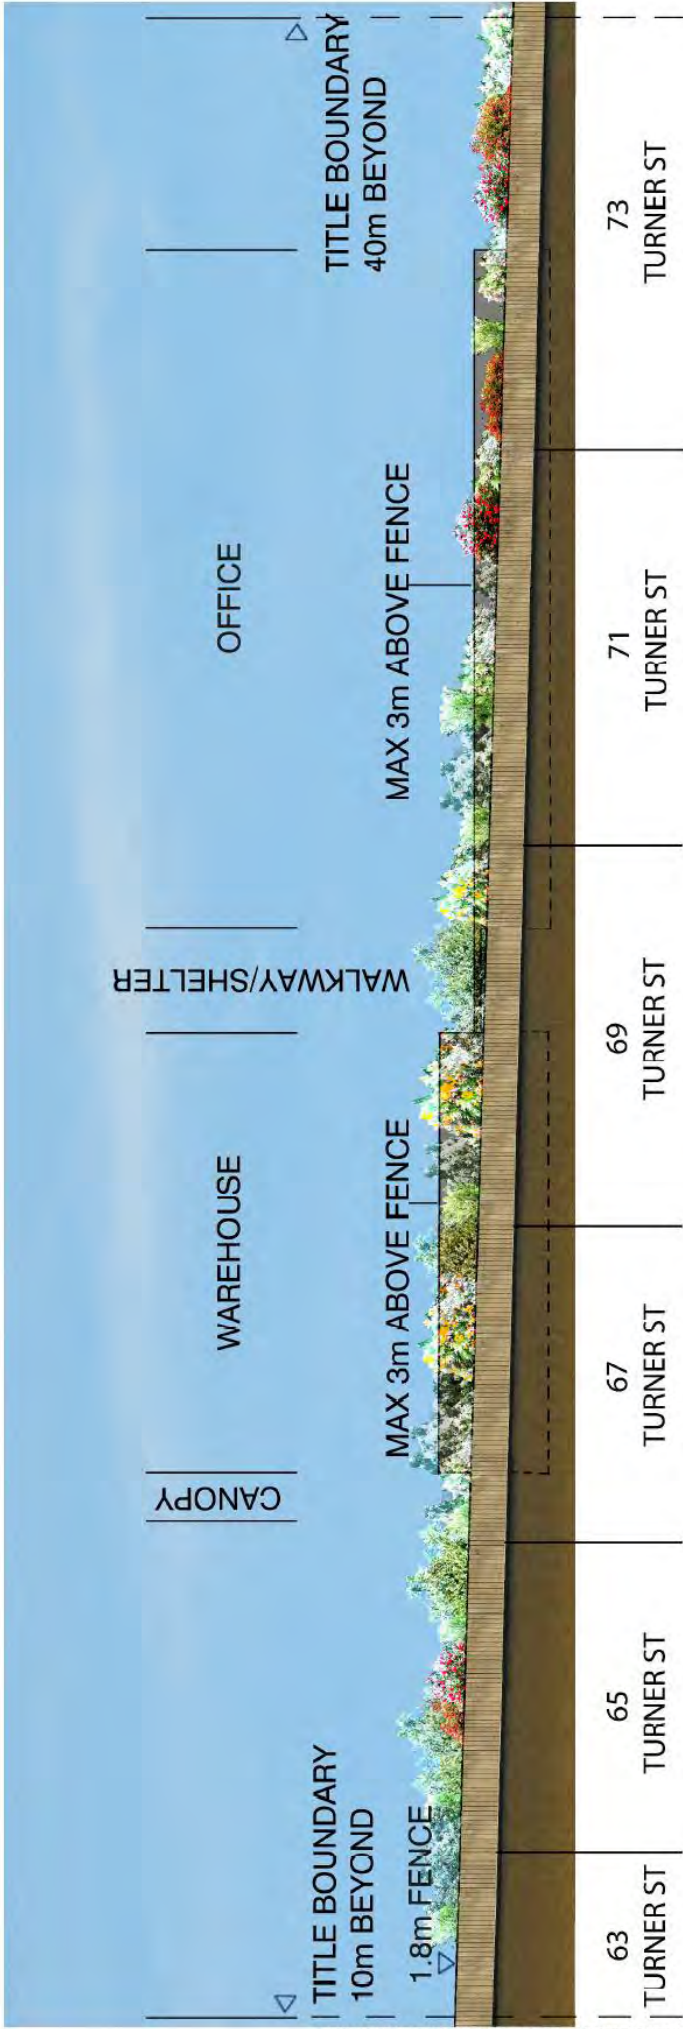 CANOPY
WAREHOUSE
WALKWAY/SHELTER
OFFICE
TITLE BOUNDARY
10m BEYOND
TITLE BOUNDARY
40m BEYOND
1.8m FENCE
MAX 3m ABOVE FENCE
MAX 3m ABOVE FENCE
63
TURNER ST
65
TURNER ST
67
TURNER ST
69
TURNER ST
71
TURNER ST
73
TURNER ST